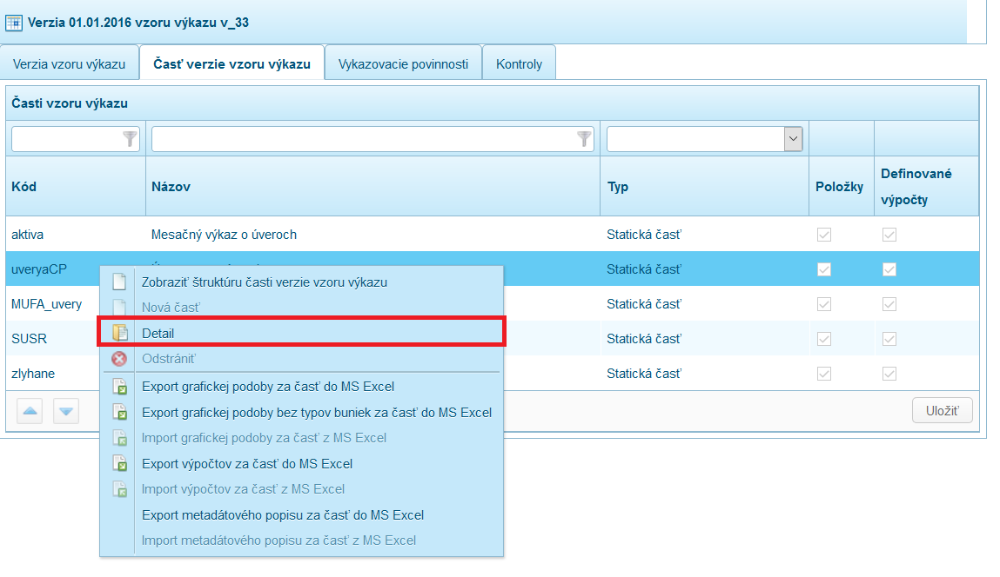 Verzia 01.01.2016 vzoru výkazu v_33
Verzia vzoru výkazu Časť verzie vzoru výkazu Vykazovacie povinnosti Kontroly
Časti vzoru výkazu
Kód Názov Typ Položky Definované výpočty
aktiva Mesačný výkaz o úveroch Statická časť
uveryaCP Statická časť
MUFA_uvery Statická časť
SUSR Statická časť
zlyhane Statická časť
Zobraziť štruktúru časti verzie vzoru výkazu
Nová časť
Detail
Odstrániť
Export grafickej podoby za časť do MS Excel
Export grafickej podoby bez typov buniek za časť do MS Excel
Import grafickej podoby za časť z MS Excel
Export výpočtov za časť do MS Excel
Import výpočtov za časť z MS Excel
Export metadátového popisu za časť do MS Excel
Import metadátového popisu za časť z MS Excel
Uložiť